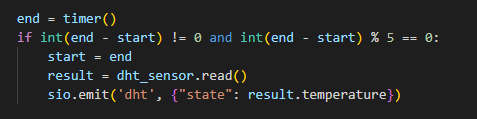 end = timer()
if int(end - start) != 0 and int(end - start) % 5 == 0:
    start = end
    result = dht_sensor.read()
    sio.emit('dht', {"state": result.temperature})